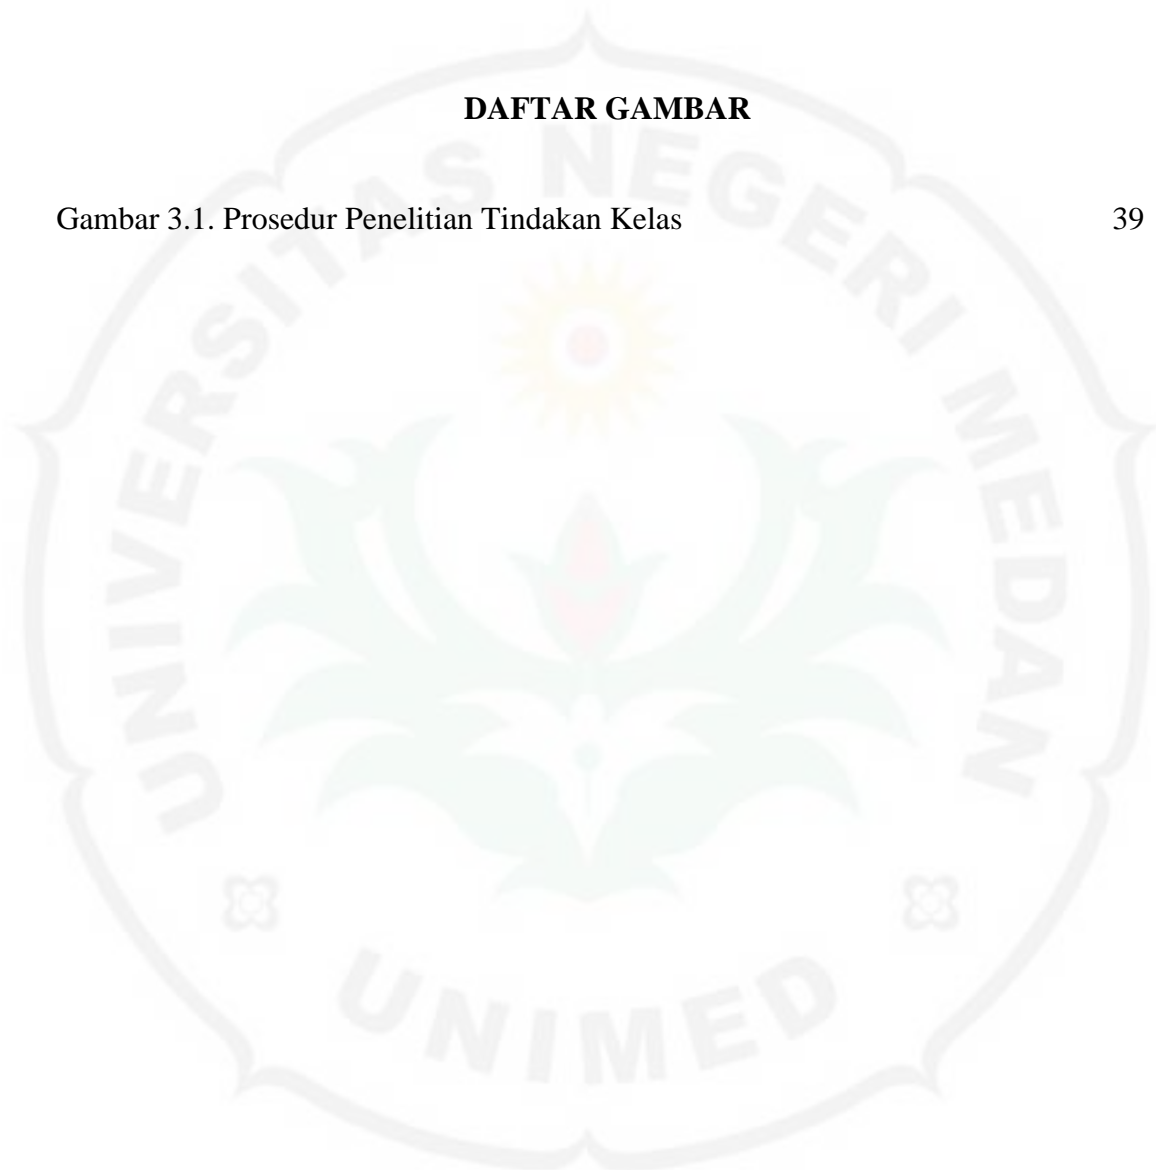 DAFTAR GAMBAR
Gambar 3.1. Prosedur Penelitian Tindakan Kelas 39
UNIVERSITAS NEGERI MEDAN
UNIMED